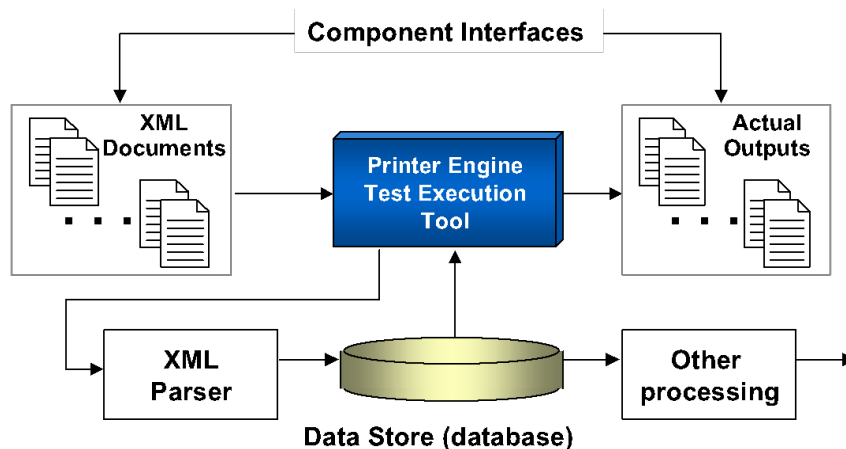 Component Interfaces
XML
Documents
Printer Engine
Test Execution
Tool
Actual
Outputs
XML
Parser
Other
processing
Data Store (database)